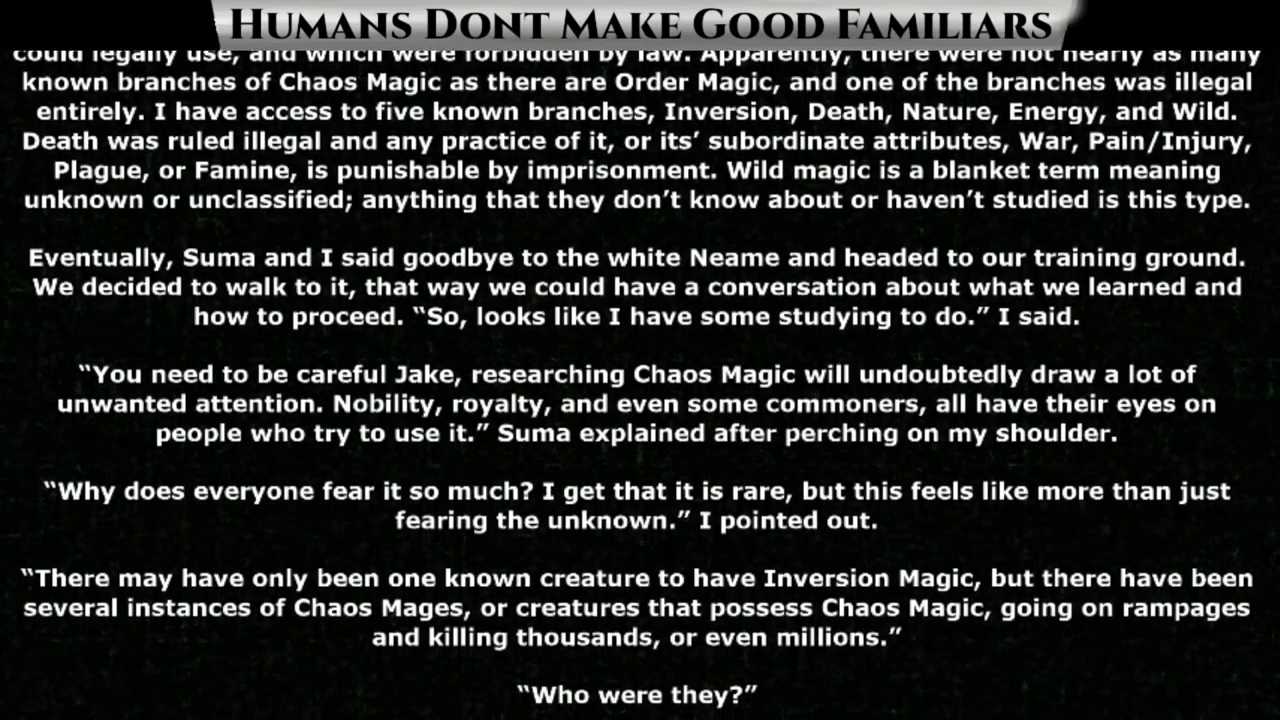 HUMANS DONT MAKE GOOD FAMILIARS
could legally use, and which were forbidden by law. Apparently, there were not nearly as many
known branches of Chaos Magic as there are Order Magic, and one of the branches was illegal
entirely. I have access to five known branches, Inversion, Death, Nature, Energy, and Wild.
Death was ruled illegal and any practice of it, or its’ subordinate attributes, War, Pain/Injury,
Plague, or Famine, is punishable by imprisonment. Wild magic is a blanket term meaning
unknown or unclassified; anything that they don’t know about or haven’t studied is this type.
Eventually, Suma and I said goodbye to the white Neame and headed to our training ground.
We decided to walk to it, that way we could have a conversation about what we learned and
how to proceed. “So, looks like I have some studying to do.” I said.
“You need to be careful Jake, researching Chaos Magic will undoubtedly draw a lot of
unwanted attention. Nobility, royalty, and even some commoners, all have their eyes on
people who try to use it.” Suma explained after perching on my shoulder.
“Why does everyone fear it so much? I get that it is rare, but this feels like more than just
fearing the unknown.” I pointed out.
“There may have only been one known creature to have Inversion Magic, but there have been
several instances of Chaos Mages, or creatures that possess Chaos Magic, going on rampages
and killing thousands, or even millions.”
“Who were they?”